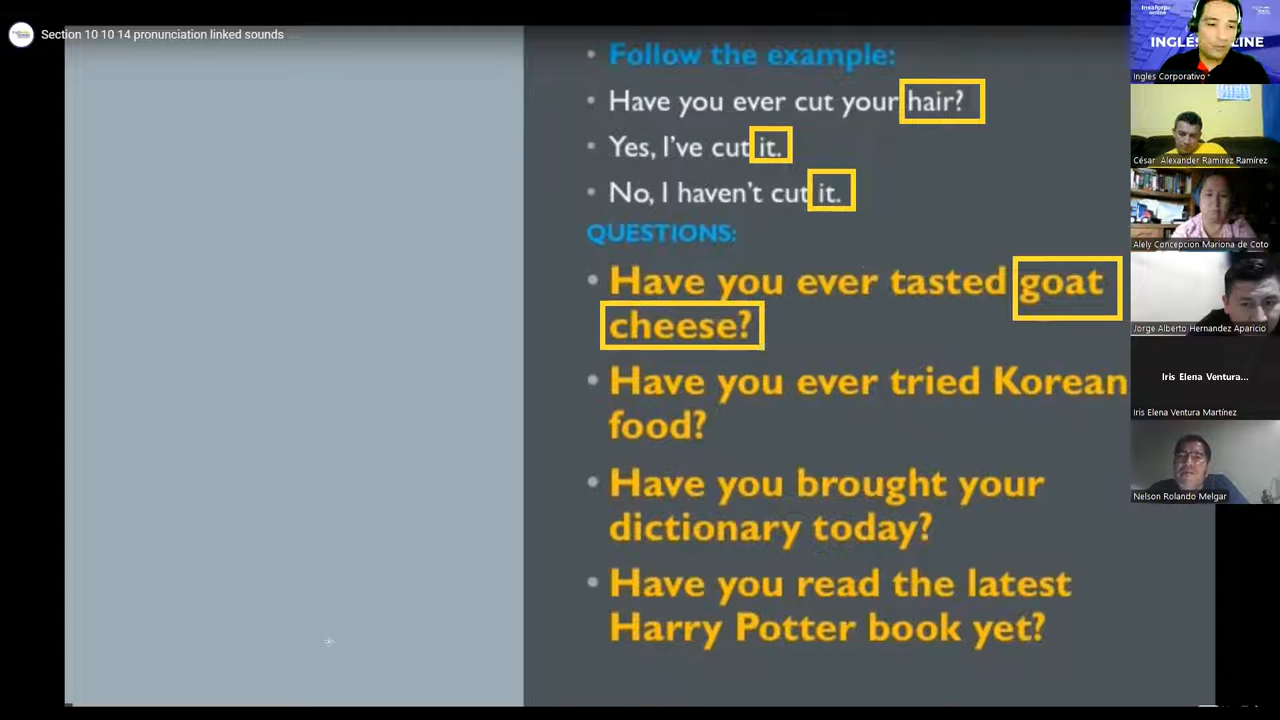 Section 10 10 14 pronunciation linked sounds
Follow the example:
Have you ever cut your hair?
Yes, I've cut it.
No, I haven't cut it.
QUESTIONS:
Have you ever tasted goat
cheese?
Have you ever tried Korean
food?
Have you brought your
dictionary today?
Have you read the latest
Harry Potter book yet?
Insaforp
online
INGLÉS ONLINE
Ingles Corporativo
César Alexander Ramirez Ramírez
Alely Concepcion Mariona de Coto
Jorge Alberto Hernandez Aparicio
Iris Elena Ventura...
Iris Elena Ventura Martínez
Nelson Rolando Melgar